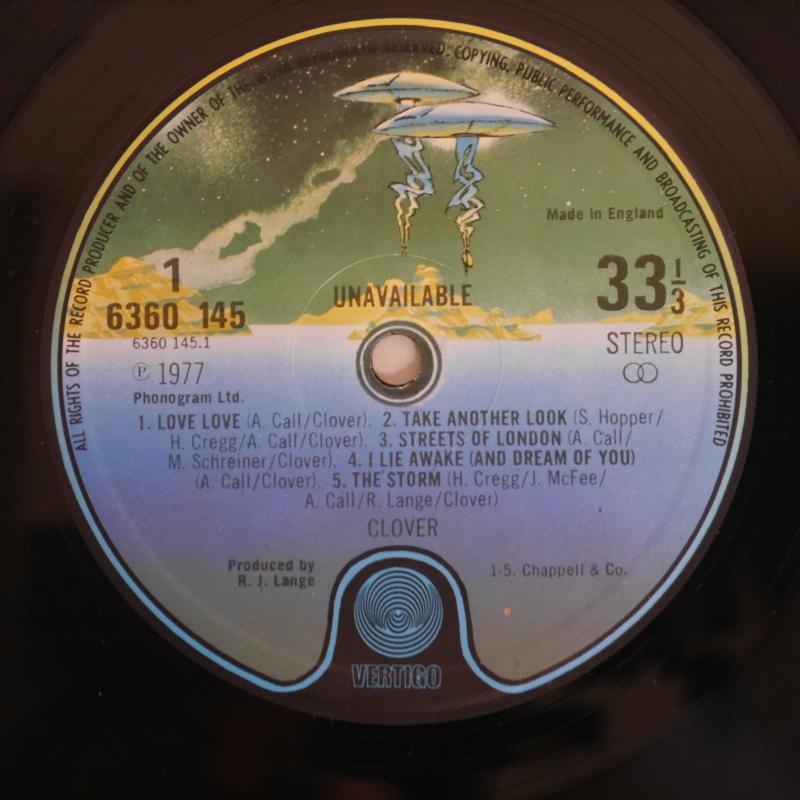 ALL RIGHTS OF THE RECORD PRODUCER AND OF THE OWNER OF THE WORK REPRODUCED RESERVED. COPYING, PUBLIC PERFORMANCE AND BROADCASTING OF THIS RECORD PROHIBITED
Made in England
1
6360 145
6360 145.1
UNAVAILABLE
33 1/3
STEREO
Ⓟ 1977
Phonogram Ltd.
1. LOVE LOVE (A. Call/Clover). 2. TAKE ANOTHER LOOK (S. Hopper/
H. Cregg/A. Call/Clover). 3. STREETS OF LONDON (A. Call/
M. Schreiner/Clover). 4. I LIE AWAKE (AND DREAM OF YOU)
(A. Call/Clover). 5. THE STORM (H. Cregg/J. McFee/
A. Call/R. Lange/Clover)
CLOVER
Produced by
R. J. Lange
1-5. Chappell & Co.
VERTIGO